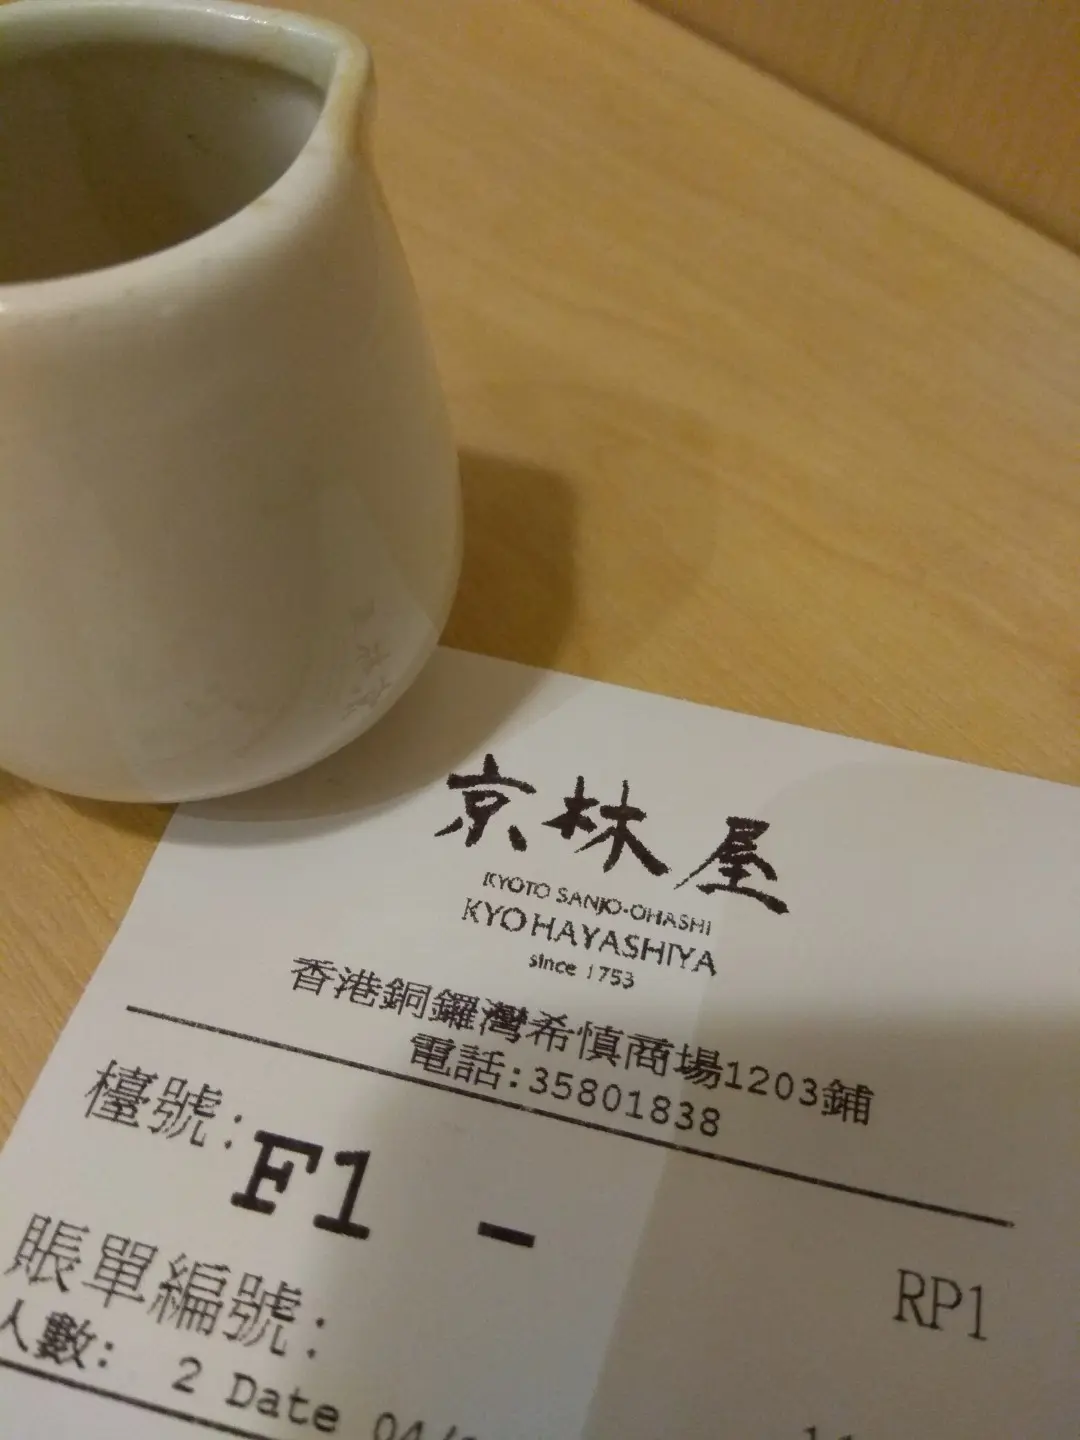 京林屋
KYOTO SANJO-OHASHI
KYO HAYASHIYA
since 1753
香港銅鑼灣希慎商場1203鋪
電話:35801838
檯號:F1 -
RP1
賬單編號:
人數: 2 Date 04/